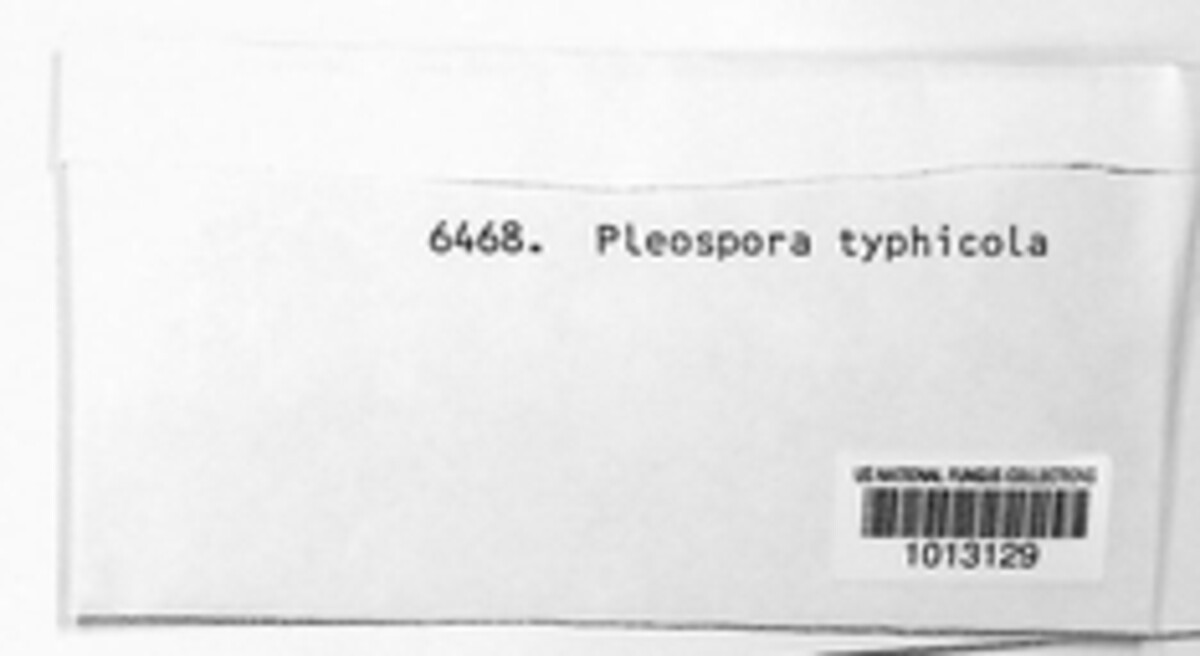 6468. Pleospora typhicola
US NATIONAL FUNGUS COLLECTIONS
1013129